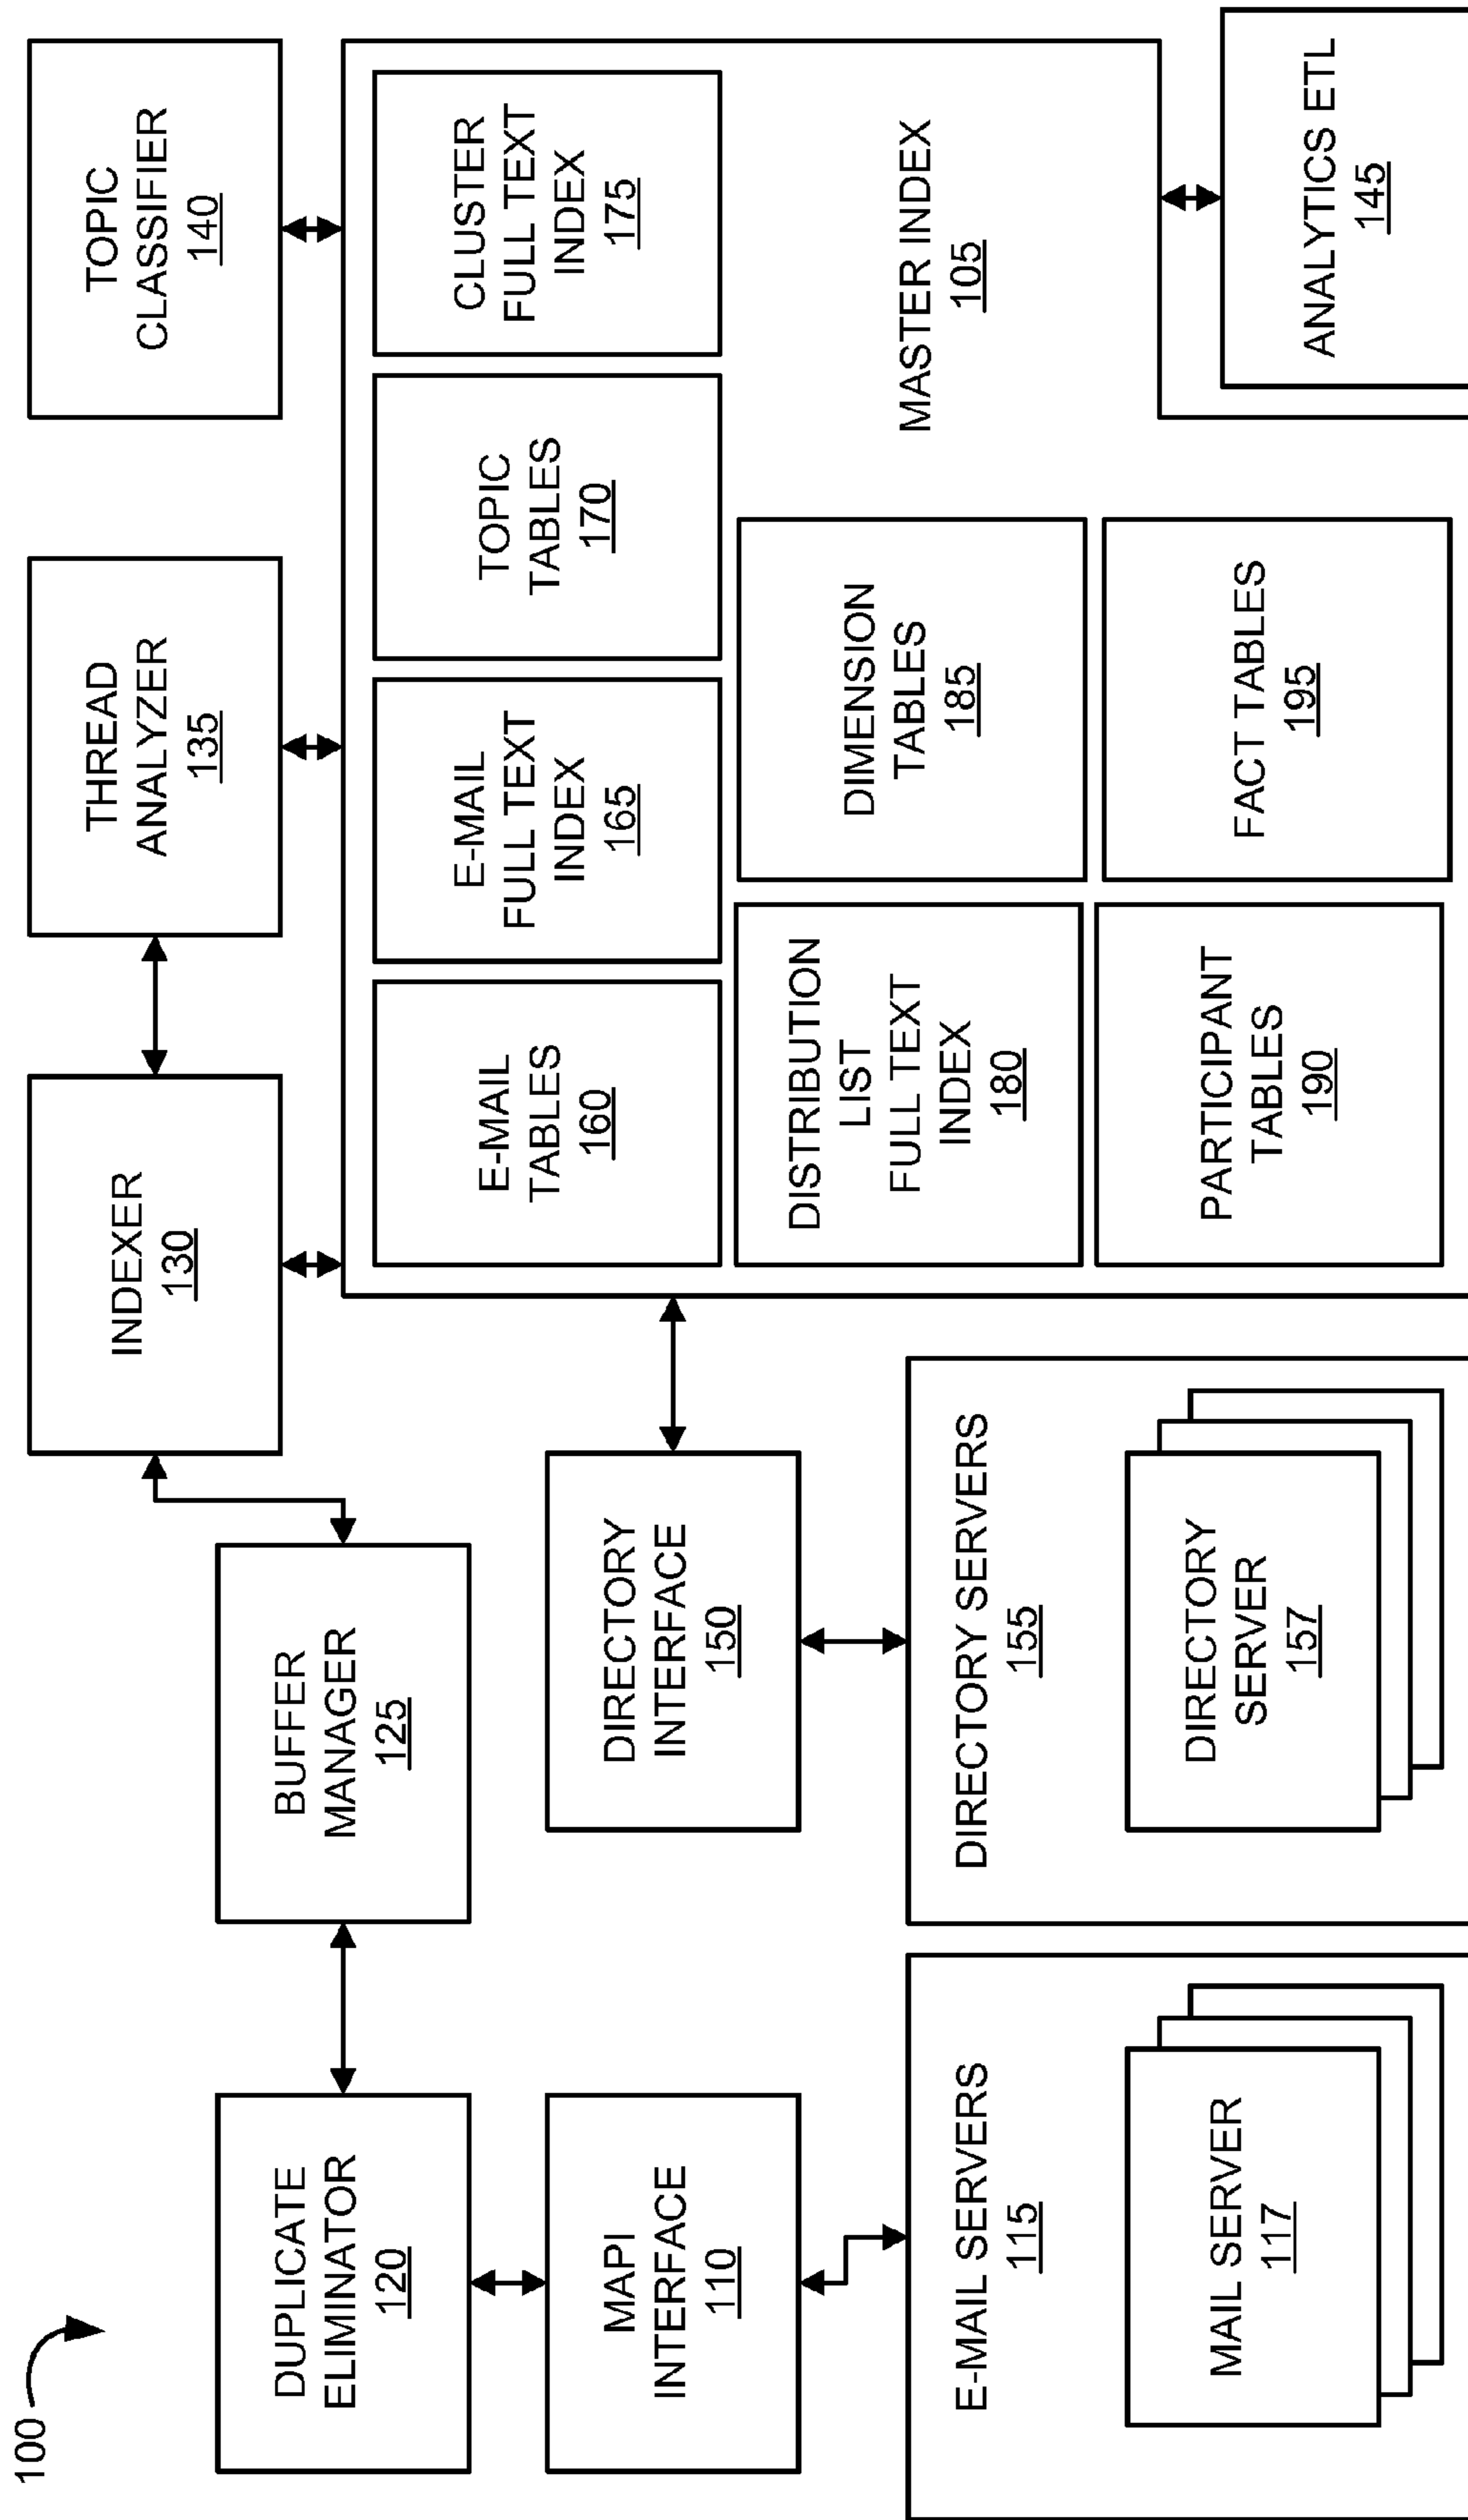 100
DUPLICATE
ELIMINATOR
120
BUFFER
MANAGER
125
INDEXER
130
THREAD
ANALYZER
135
TOPIC
CLASSIFIER
140
MAPI
INTERFACE
110
DIRECTORY
INTERFACE
150
E-MAIL
TABLES
160
E-MAIL
FULL TEXT
INDEX
165
TOPIC
TABLES
170
CLUSTER
FULL TEXT
INDEX
175
DISTRIBUTION
LIST
FULL TEXT
INDEX
180
DIMENSION
TABLES
185
MASTER INDEX
105
E-MAIL SERVERS
115
MAIL SERVER
117
DIRECTORY SERVERS
155
DIRECTORY
SERVER
157
PARTICIPANT
TABLES
190
FACT TABLES
195
ANALYTICS ETL
145